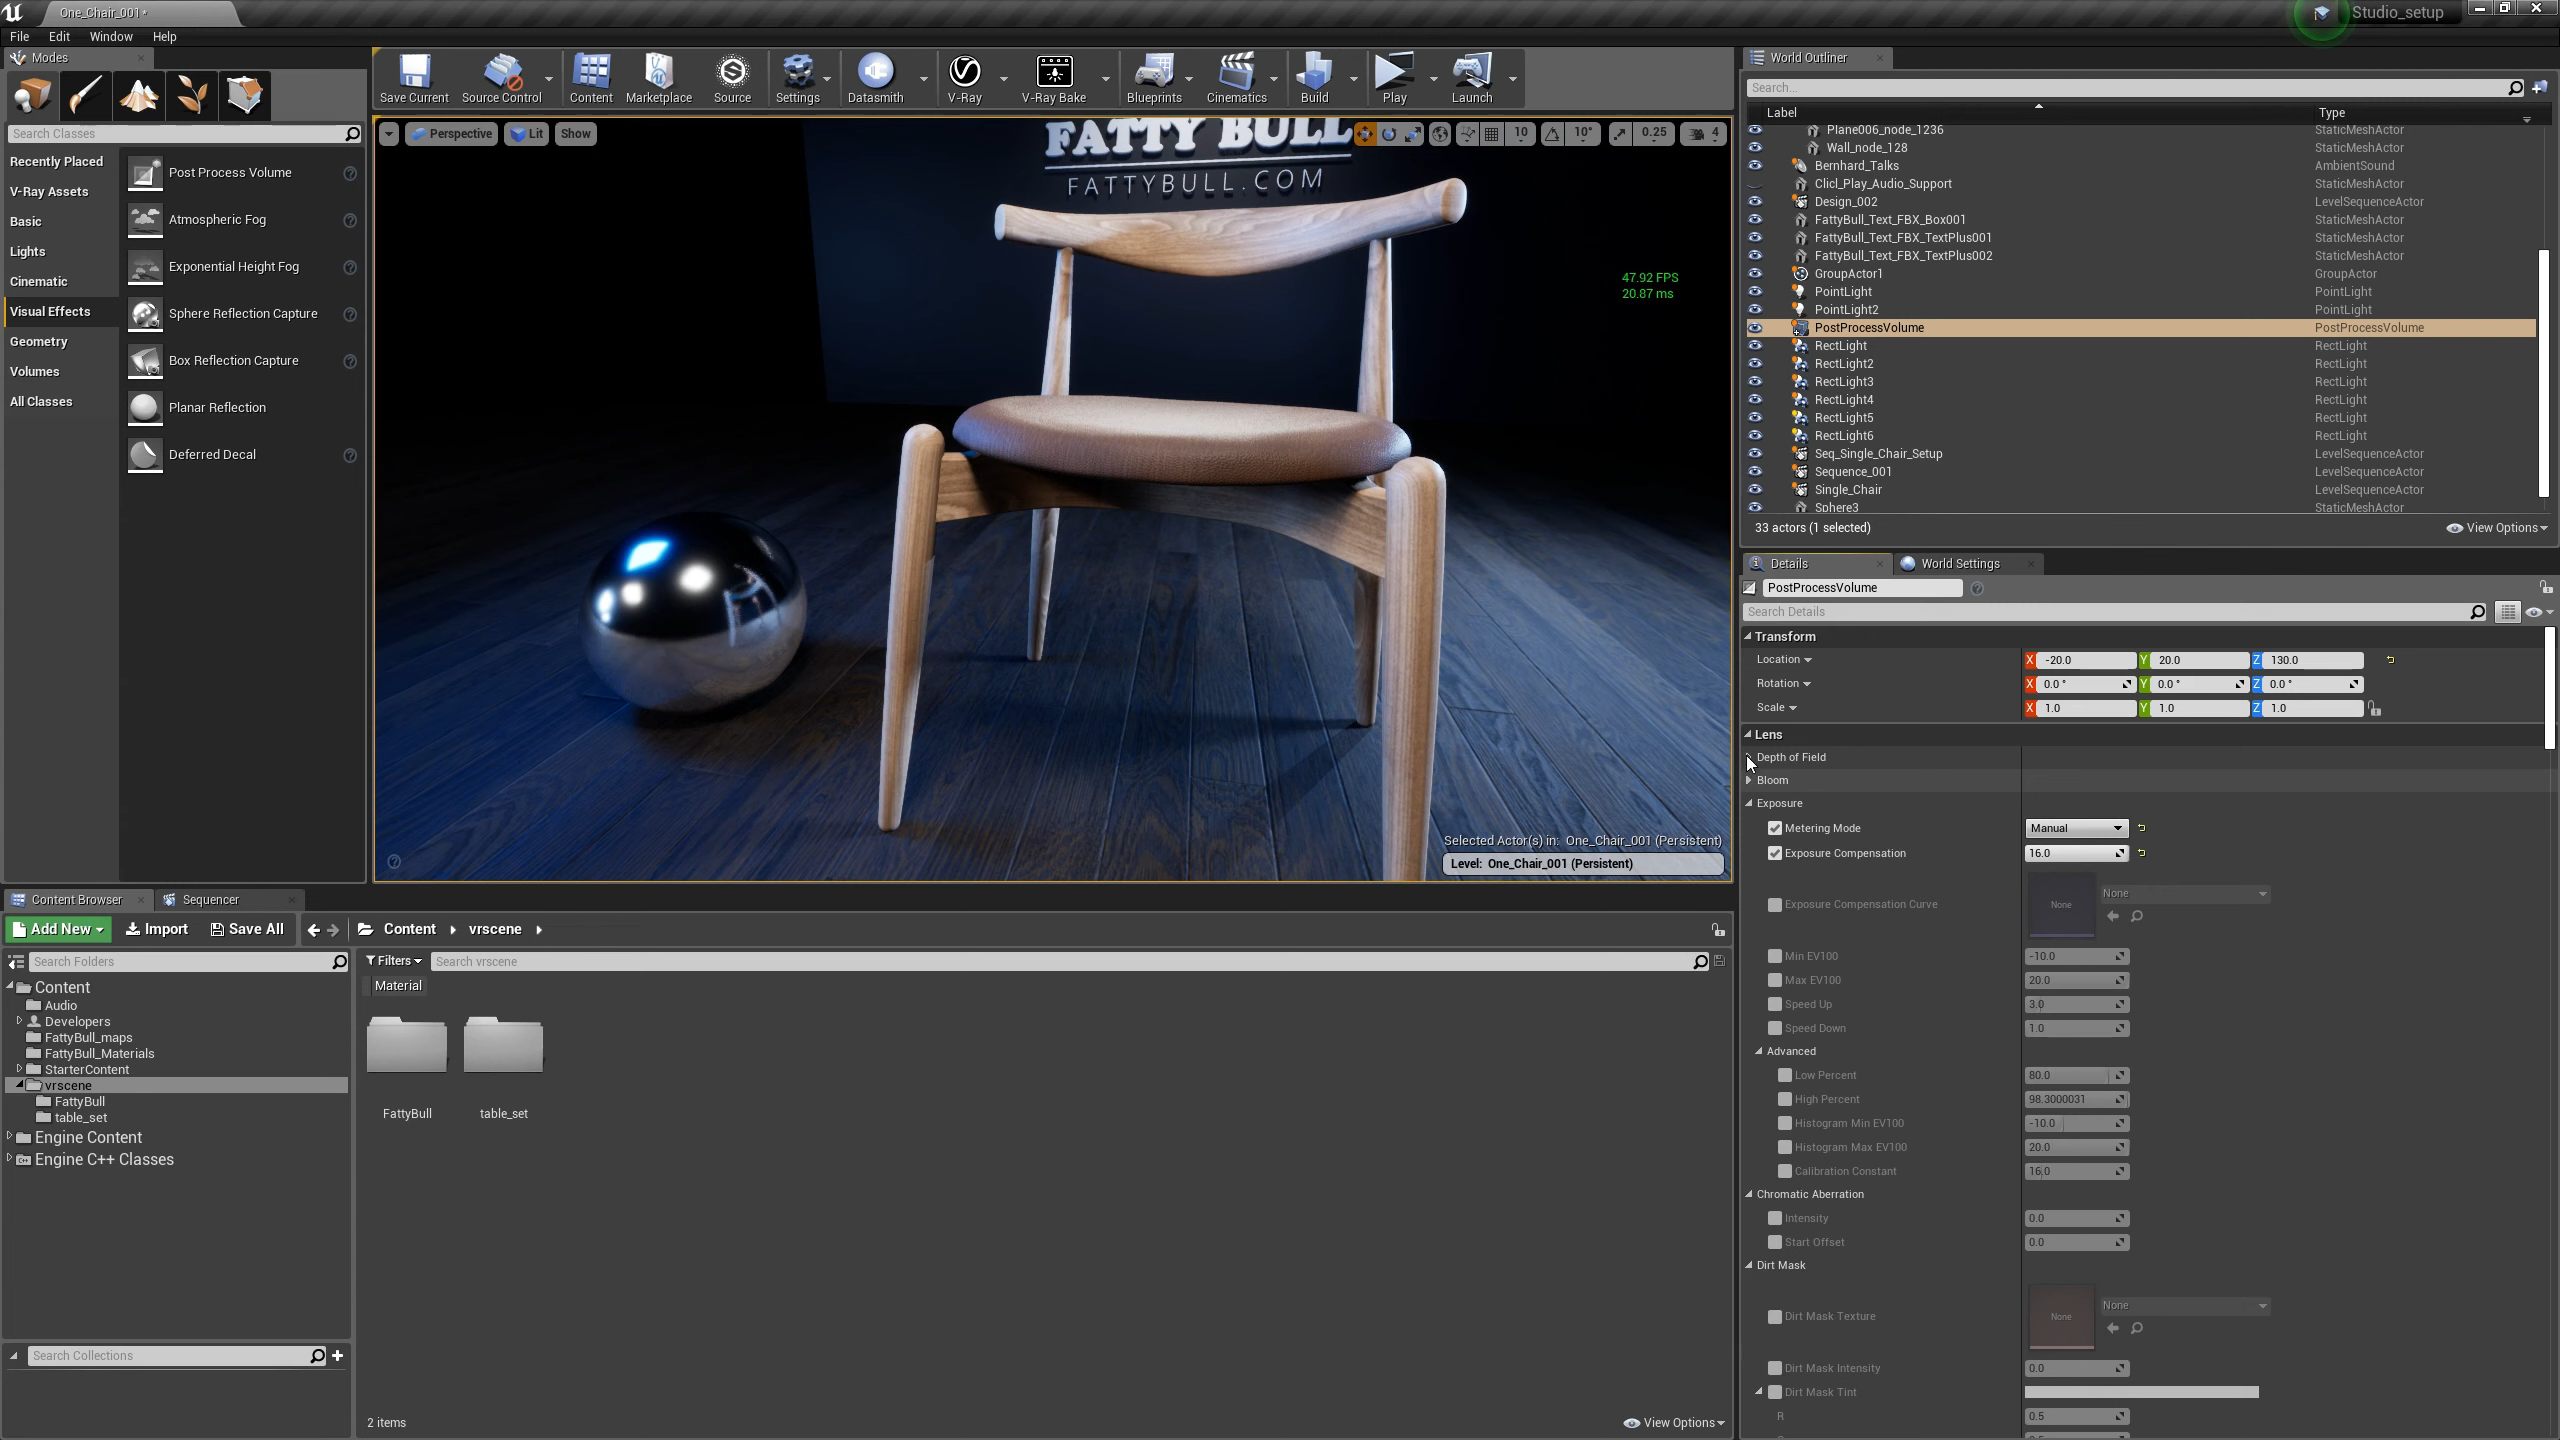 One_Chair_001*
Studio_setup
File Edit Window Help
Modes
Search Classes
Recently Placed
V-Ray Assets
Basic
Lights
Cinematic
Visual Effects
Geometry
Volumes
All Classes
Post Process Volume
Atmospheric Fog
Exponential Height Fog
Sphere Reflection Capture
Box Reflection Capture
Planar Reflection
Deferred Decal
Save Current Source Control Content Marketplace Source Settings Datasmith V-Ray V-Ray Bake Blueprints Cinematics Build Play Launch
Perspective Lit Show 10 10° 0.25 4
FATTY BULL
FATTYBULL.COM
47.92 FPS
20.87 ms
Selected Actor(s) in: One_Chair_001 (Persistent)
Level: One_Chair_001 (Persistent)
World Outliner
Search...
Label Type
Plane006_node_1236 StaticMeshActor
Wall_node_128 StaticMeshActor
Bernhard_Talks AmbientSound
Clicl_Play_Audio_Support StaticMeshActor
Design_002 LevelSequenceActor
FattyBull_Text_FBX_Box001 StaticMeshActor
FattyBull_Text_FBX_TextPlus001 StaticMeshActor
FattyBull_Text_FBX_TextPlus002 StaticMeshActor
GroupActor1 GroupActor
PointLight PointLight
PointLight2 PointLight
PostProcessVolume PostProcessVolume
RectLight RectLight
RectLight2 RectLight
RectLight3 RectLight
RectLight4 RectLight
RectLight5 RectLight
RectLight6 RectLight
Seq_Single_Chair_Setup LevelSequenceActor
Sequence_001 LevelSequenceActor
Single_Chair LevelSequenceActor
Sphere3 StaticMeshActor
33 actors (1 selected) View Options
Details World Settings
PostProcessVolume
Search Details
Transform
Location X -20.0 Y 20.0 Z 130.0
Rotation X 0.0 ° Y 0.0 ° Z 0.0 °
Scale X 1.0 Y 1.0 Z 1.0
Lens
Depth of Field
Bloom
Exposure
Metering Mode Manual
Exposure Compensation 16.0
Exposure Compensation Curve None None
Min EV100 -10.0
Max EV100 20.0
Speed Up 3.0
Speed Down 1.0
Advanced
Low Percent 80.0
High Percent 98.3000031
Histogram Min EV100 -10.0
Histogram Max EV100 20.0
Calibration Constant 16.0
Chromatic Aberration
Intensity 0.0
Start Offset 0.0
Dirt Mask
Dirt Mask Texture None None
Dirt Mask Intensity 0.0
Dirt Mask Tint
R 0.5
Content Browser Sequencer
Add New Import Save All Content vrscene
Search Folders
Filters Search vrscene
Material
Content
Audio
Developers
FattyBull_maps
FattyBull_Materials
StarterContent
vrscene
FattyBull
table_set
Engine Content
Engine C++ Classes
FattyBull table_set
Search Collections
2 items View Options